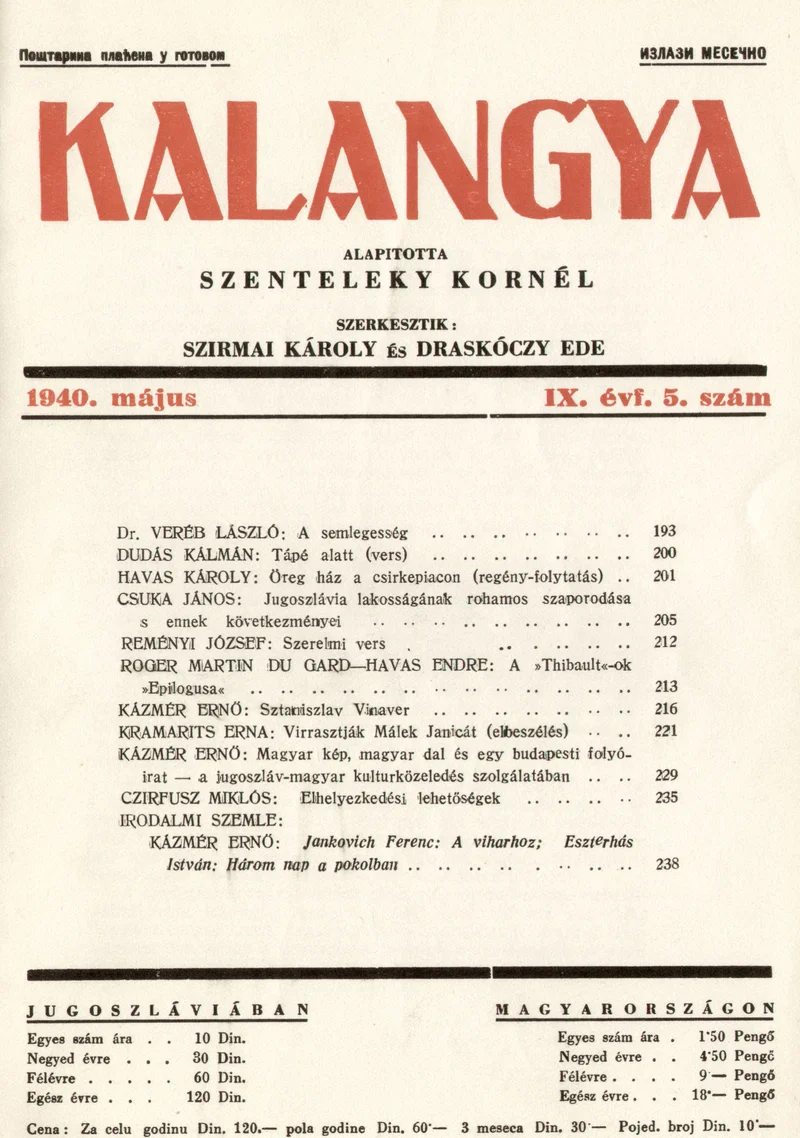 Поштарина плаћена у готовом
ИЗЛАЗИ МЕСЕЧНО
KALANGYA
ALAPITOTTA
SZENTELEKY KORNÉL
SZERKESZTIK:
SZIRMAI KÁROLY és DRASKÓCZY EDE
1940. május
IX. évf. 5. szám
Dr. VERÉB LÁSZLÓ: A semlegesség .. .. .. .. .. .. .. .. 193
DUDÁS KÁLMÁN: Tápé alatt (vers) .. .. .. .. .. .. .. .. 200
HAVAS KÁROLY: Öreg ház a csirkepiacon (regény-folytatás) .. 201
CSUKA JÁNOS: Jugoszlávia lakosságának rohamos szaporodása
s ennek következményei .. .. .. .. .. .. .. .. .. .. 205
REMÉNYI JÓZSEF: Szerelmi vers . .. .. .. .. .. 212
ROGER MARTIN DU GARD—HAVAS ENDRE: A »Thibault«-ok
»Epilogusa« .. .. .. .. .. .. .. .. .. .. .. .. .. .. 213
KÁZMÉR ERNŐ: Sztaniszlav Vinaver .. .. .. .. .. .. .. .. 216
KRAMARITS ERNA: Virrasztják Málek Janicát (elbeszélés) .. .. 221
KÁZMÉR ERNŐ: Magyar kép, magyar dal és egy budapesti folyó-
irat — a jugoszláv-magyar kulturközeledés szolgálatában .. .. 229
CZIRFUSZ MIKLÓS: Elhelyezkedési lehetőségek .. .. .. .. 235
IRODALMI SZEMLE:
KÁZMÉR ERNŐ: Jankovich Ferenc: A viharhoz; Eszterhás
István: Három nap a pokolban .. .. .. .. . .. .. .. 238
JUGOSZLÁVIÁBAN
Egyes szám ára . . 10 Din.
Negyed évre . . . 30 Din.
Félévre . . . . . 60 Din.
Egész évre . . . 120 Din.
MAGYARORSZÁGON
Egyes szám ára . 1·50 Pengő
Negyed évre . . 4·50 Pengő
Félévre . . . . 9·— Pengő
Egész évre . . . 18·— Pengő
Cena: Za celu godinu Din. 120.— pola godine Din. 60·— 3 meseca Din. 30·— Pojed. broj Din. 10·—